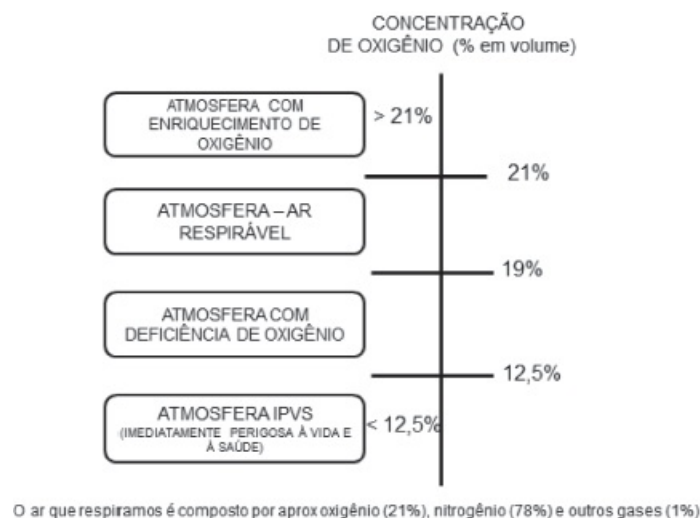 CONCENTRAÇÃO
DE OXIGÊNIO (% em volume)
ATMOSFERA COM
ENRIQUECIMENTO DE
OXIGÊNIO
> 21%
21%
ATMOSFERA – AR
RESPIRÁVEL
19%
ATMOSFERA COM
DEFICIÊNCIA DE OXIGÊNIO
12,5%
ATMOSFERA IPVS
(IMEDIATAMENTE PERIGOSA À VIDA E
À SAÚDE)
< 12,5%
O ar que respiramos é composto por aprox oxigênio (21%), nitrogênio (78%) e outros gases (1%)